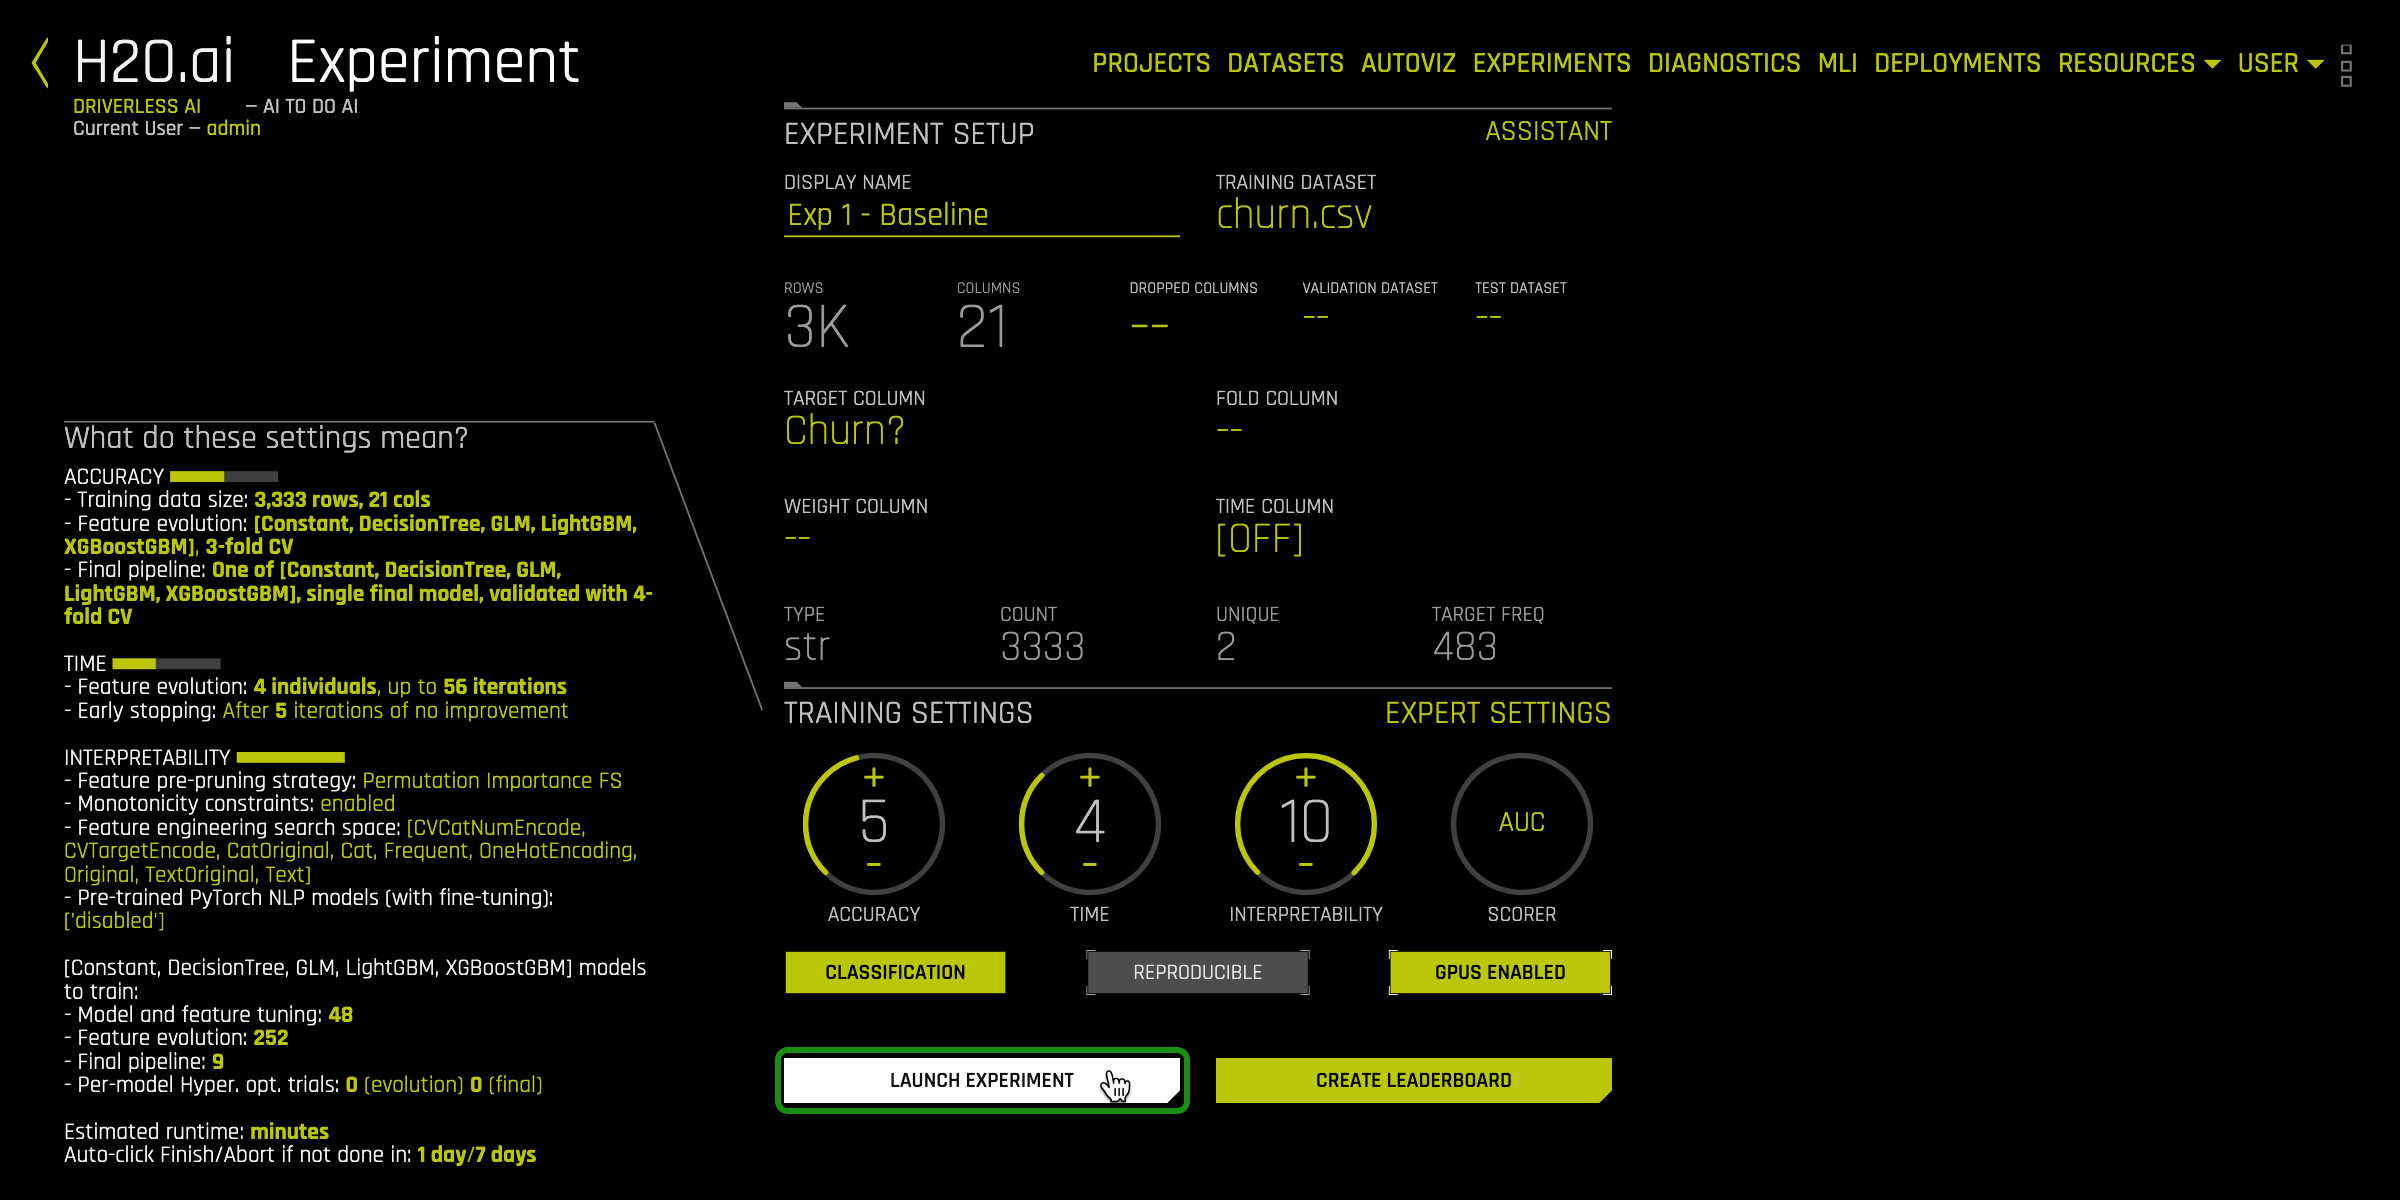 H2O.ai Experiment
DRIVERLESS AI – AI TO DO AI
Current User – admin
PROJECTS DATASETS AUTOVIZ EXPERIMENTS DIAGNOSTICS MLI DEPLOYMENTS RESOURCES USER
EXPERIMENT SETUP ASSISTANT
DISPLAY NAME TRAINING DATASET
Exp 1 - Baseline churn.csv
ROWS COLUMNS DROPPED COLUMNS VALIDATION DATASET TEST DATASET
3K 21 -- -- --
TARGET COLUMN FOLD COLUMN
Churn? --
WEIGHT COLUMN TIME COLUMN
-- [OFF]
TYPE COUNT UNIQUE TARGET FREQ
str 3333 2 483
What do these settings mean?
ACCURACY
- Training data size: 3,333 rows, 21 cols
- Feature evolution: [Constant, DecisionTree, GLM, LightGBM,
XGBoostGBM], 3-fold CV
- Final pipeline: One of [Constant, DecisionTree, GLM,
LightGBM, XGBoostGBM], single final model, validated with 4-
fold CV
TIME
- Feature evolution: 4 individuals, up to 56 iterations
- Early stopping: After 5 iterations of no improvement
INTERPRETABILITY
- Feature pre-pruning strategy: Permutation Importance FS
- Monotonicity constraints: enabled
- Feature engineering search space: [CVCatNumEncode,
CVTargetEncode, CatOriginal, Cat, Frequent, OneHotEncoding,
Original, TextOriginal, Text]
- Pre-trained PyTorch NLP models (with fine-tuning):
['disabled']
[Constant, DecisionTree, GLM, LightGBM, XGBoostGBM] models
to train:
- Model and feature tuning: 48
- Feature evolution: 252
- Final pipeline: 9
- Per-model Hyper. opt. trials: 0 (evolution) 0 (final)
Estimated runtime: minutes
Auto-click Finish/Abort if not done in: 1 day/7 days
TRAINING SETTINGS EXPERT SETTINGS
+ + +
5 4 10 AUC
- - -
ACCURACY TIME INTERPRETABILITY SCORER
CLASSIFICATION REPRODUCIBLE GPUS ENABLED
LAUNCH EXPERIMENT CREATE LEADERBOARD